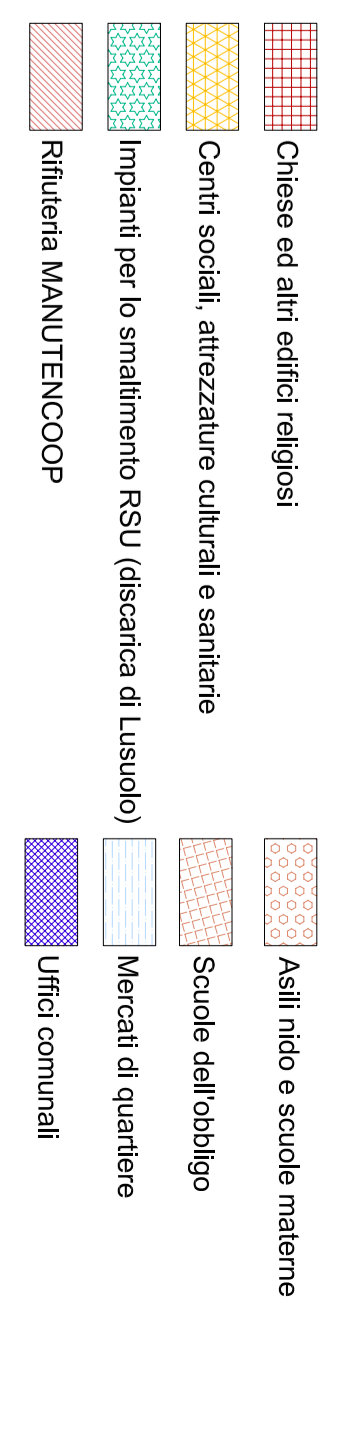 Chiese ed altri edifici religiosi
Centri sociali, attrezzature culturali e sanitarie
Impianti per lo smaltimento RSU (discarica di Lusuolo)
Rifiuteria MANUTENCOOP
Asili nido e scuole materne
Scuole dell'obbligo
Mercati di quartiere
Uffici comunali